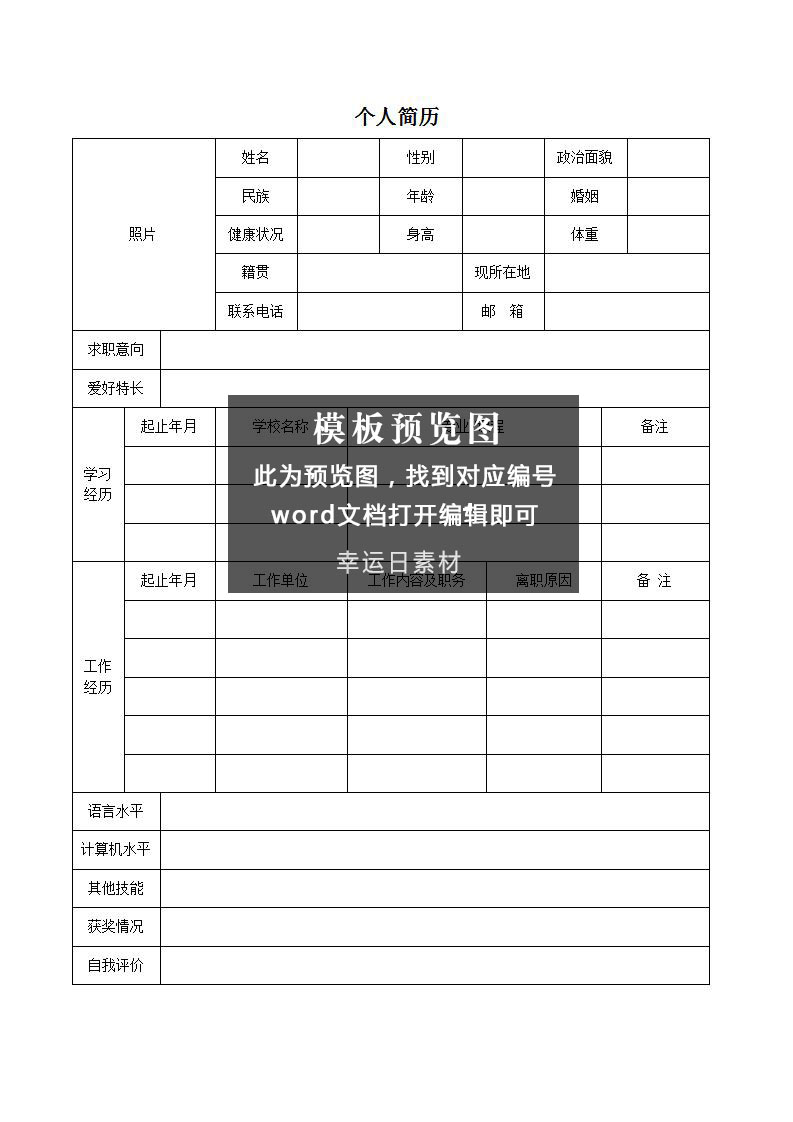 个人简历
照片
姓名 性别 政治面貌
民族 年龄 婚姻
健康状况 身高 体重
籍贯 现所在地
联系电话 邮 箱
求职意向
爱好特长
学习
经历
起止年月 学校名称 备注
模板预览图
此为预览图，找到对应编号
word文档打开编辑即可
幸运日素材
工作
经历
起止年月 工作单位 工作内容及职务 离职原因 备 注
语言水平
计算机水平
其他技能
获奖情况
自我评价